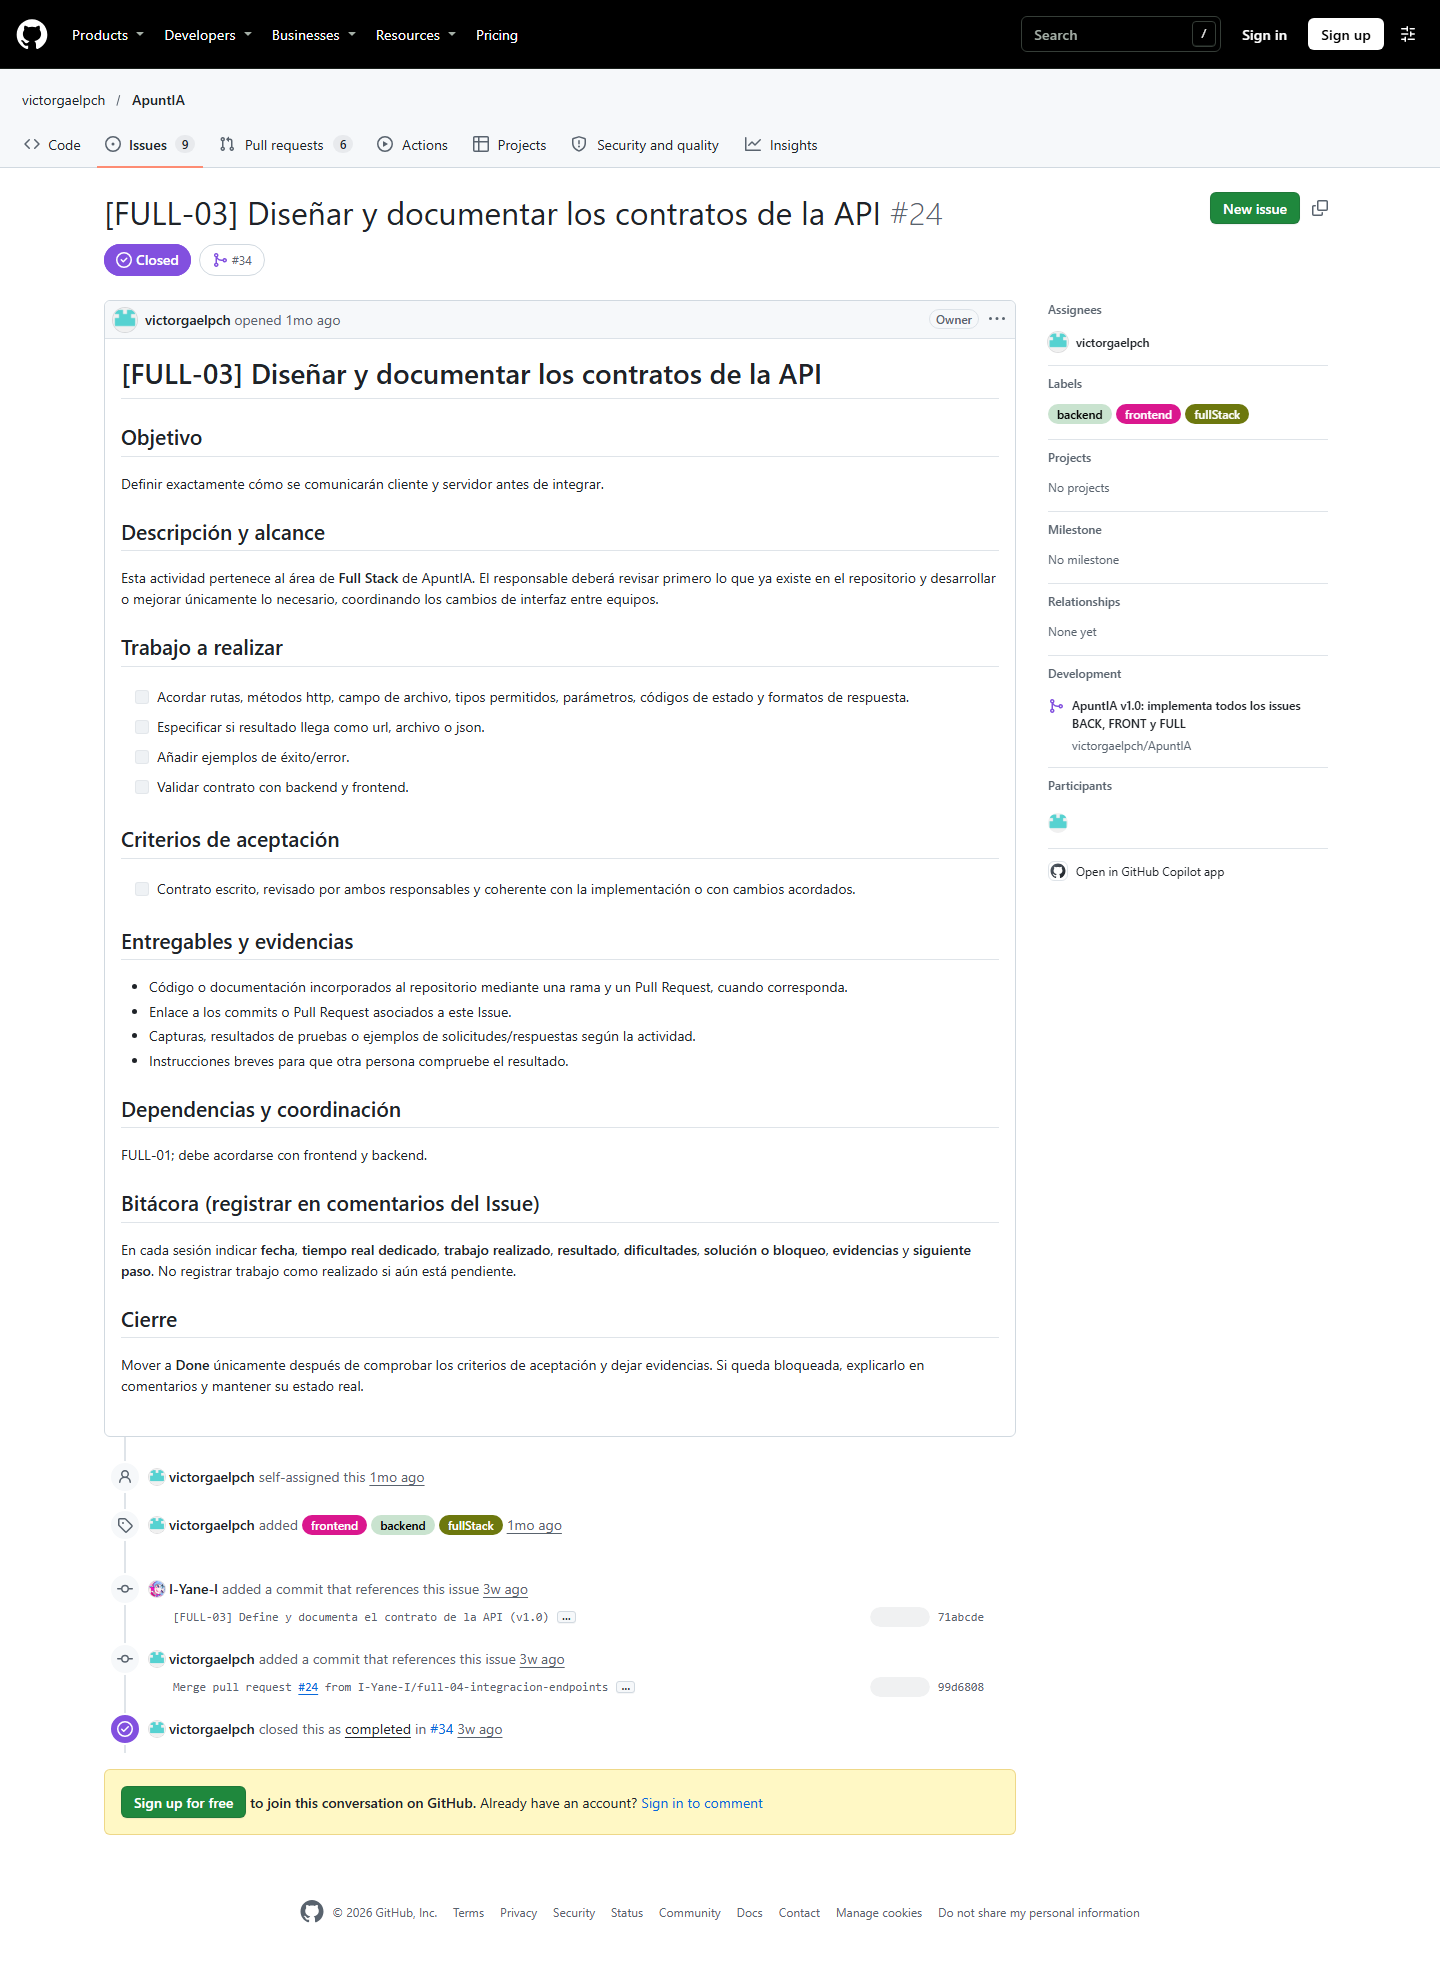 Products Developers Businesses Resources Pricing Search / Sign in Sign up
victorgaelpch / ApuntIA
Code Issues 9 Pull requests 6 Actions Projects Security and quality Insights
[FULL-03] Diseñar y documentar los contratos de la API #24
New issue
Closed #34
victorgaelpch opened 1mo ago Owner
[FULL-03] Diseñar y documentar los contratos de la API
Objetivo
Definir exactamente cómo se comunicarán cliente y servidor antes de integrar.
Descripción y alcance
Esta actividad pertenece al área de Full Stack de ApuntIA. El responsable deberá revisar primero lo que ya existe en el repositorio y desarrollar
o mejorar únicamente lo necesario, coordinando los cambios de interfaz entre equipos.
Trabajo a realizar
Acordar rutas, métodos http, campo de archivo, tipos permitidos, parámetros, códigos de estado y formatos de respuesta.
Especificar si resultado llega como url, archivo o json.
Añadir ejemplos de éxito/error.
Validar contrato con backend y frontend.
Criterios de aceptación
Contrato escrito, revisado por ambos responsables y coherente con la implementación o con cambios acordados.
Entregables y evidencias
Código o documentación incorporados al repositorio mediante una rama y un Pull Request, cuando corresponda.
Enlace a los commits o Pull Request asociados a este Issue.
Capturas, resultados de pruebas o ejemplos de solicitudes/respuestas según la actividad.
Instrucciones breves para que otra persona compruebe el resultado.
Dependencias y coordinación
FULL-01; debe acordarse con frontend y backend.
Bitácora (registrar en comentarios del Issue)
En cada sesión indicar fecha, tiempo real dedicado, trabajo realizado, resultado, dificultades, solución o bloqueo, evidencias y siguiente
paso. No registrar trabajo como realizado si aún está pendiente.
Cierre
Mover a Done únicamente después de comprobar los criterios de aceptación y dejar evidencias. Si queda bloqueada, explicarlo en
comentarios y mantener su estado real.
victorgaelpch self-assigned this 1mo ago
victorgaelpch added frontend backend fullStack 1mo ago
I-Yane-I added a commit that references this issue 3w ago
[FULL-03] Define y documenta el contrato de la API (v1.0) … 71abcde
victorgaelpch added a commit that references this issue 3w ago
Merge pull request #24 from I-Yane-I/full-04-integracion-endpoints … 99d6808
victorgaelpch closed this as completed in #34 3w ago
Sign up for free to join this conversation on GitHub. Already have an account? Sign in to comment
Assignees
victorgaelpch
Labels
backend frontend fullStack
Projects
No projects
Milestone
No milestone
Relationships
None yet
Development
ApuntIA v1.0: implementa todos los issues
BACK, FRONT y FULL
victorgaelpch/ApuntIA
Participants
Open in GitHub Copilot app
© 2026 GitHub, Inc. Terms Privacy Security Status Community Docs Contact Manage cookies Do not share my personal information